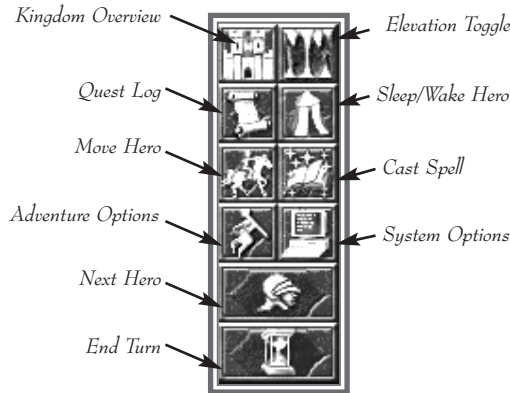 Kingdom Overview
Elevation Toggle
Quest Log
Sleep/Wake Hero
Move Hero
Cast Spell
Adventure Options
System Options
Next Hero
End Turn